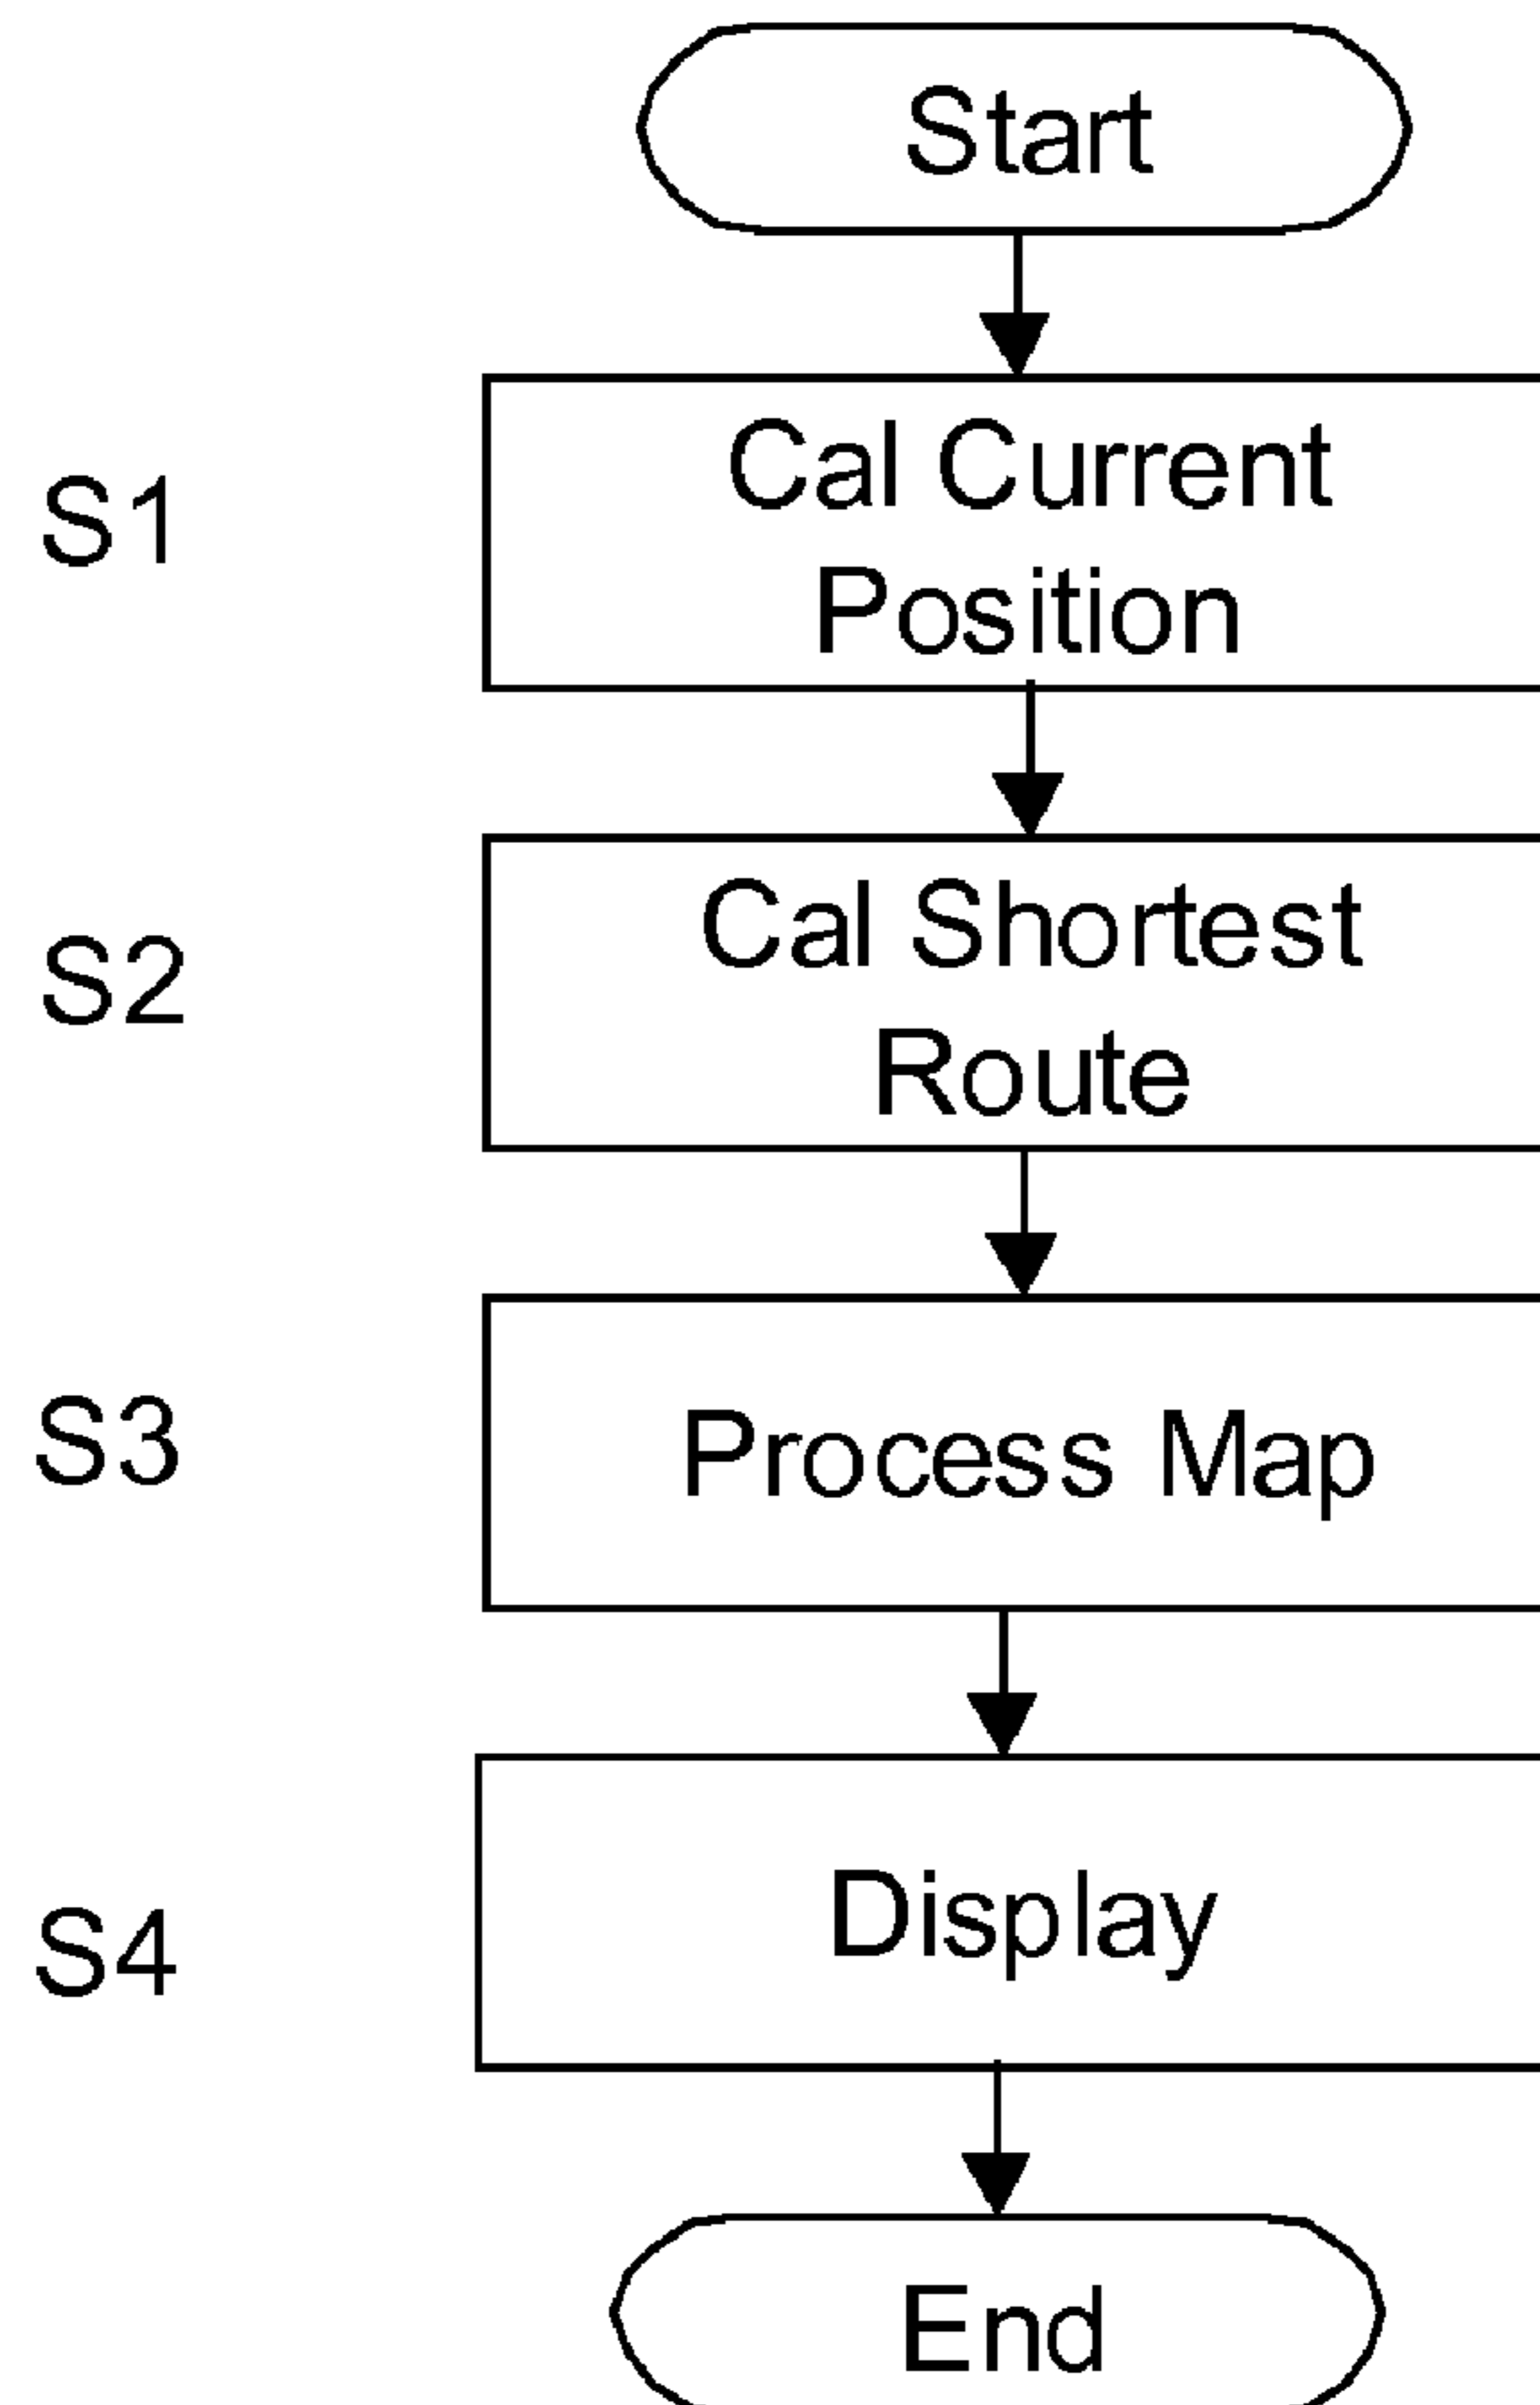 Start
S1
Cal Current
Position
S2
Cal Shortest
Route
S3
Process Map
S4
Display
End